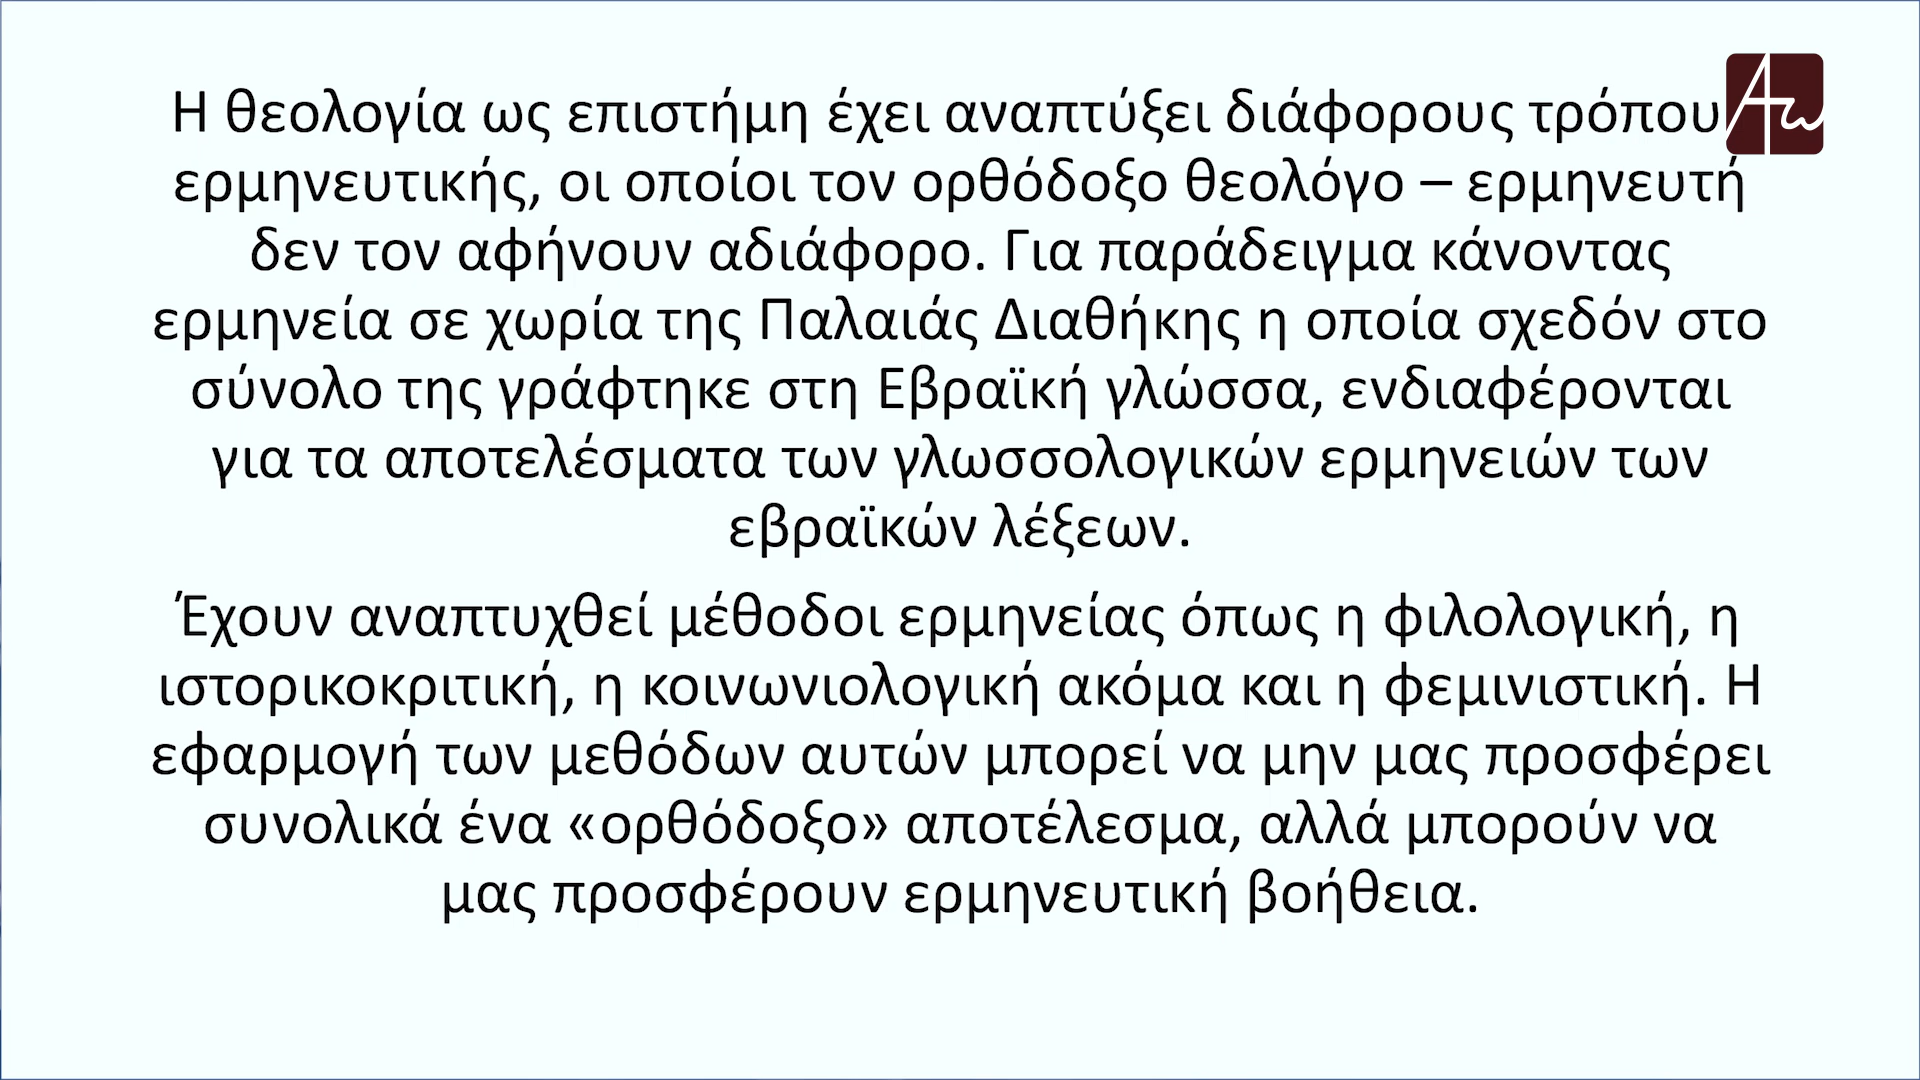 Η θεολογία ως επιστήμη έχει αναπτύξει διάφορους τρόπου
Αω
ερμηνευτικής, οι οποίοι τον ορθόδοξο θεολόγο – ερμηνευτή
δεν τον αφήνουν αδιάφορο. Για παράδειγμα κάνοντας
ερμηνεία σε χωρία της Παλαιάς Διαθήκης η οποία σχεδόν στο
σύνολο της γράφτηκε στη Εβραϊκή γλώσσα, ενδιαφέρονται
για τα αποτελέσματα των γλωσσολογικών ερμηνειών των
εβραϊκών λέξεων.
Έχουν αναπτυχθεί μέθοδοι ερμηνείας όπως η φιλολογική, η
ιστορικοκριτική, η κοινωνιολογική ακόμα και η φεμινιστική. Η
εφαρμογή των μεθόδων αυτών μπορεί να μην μας προσφέρει
συνολικά ένα «ορθόδοξο» αποτέλεσμα, αλλά μπορούν να
μας προσφέρουν ερμηνευτική βοήθεια.